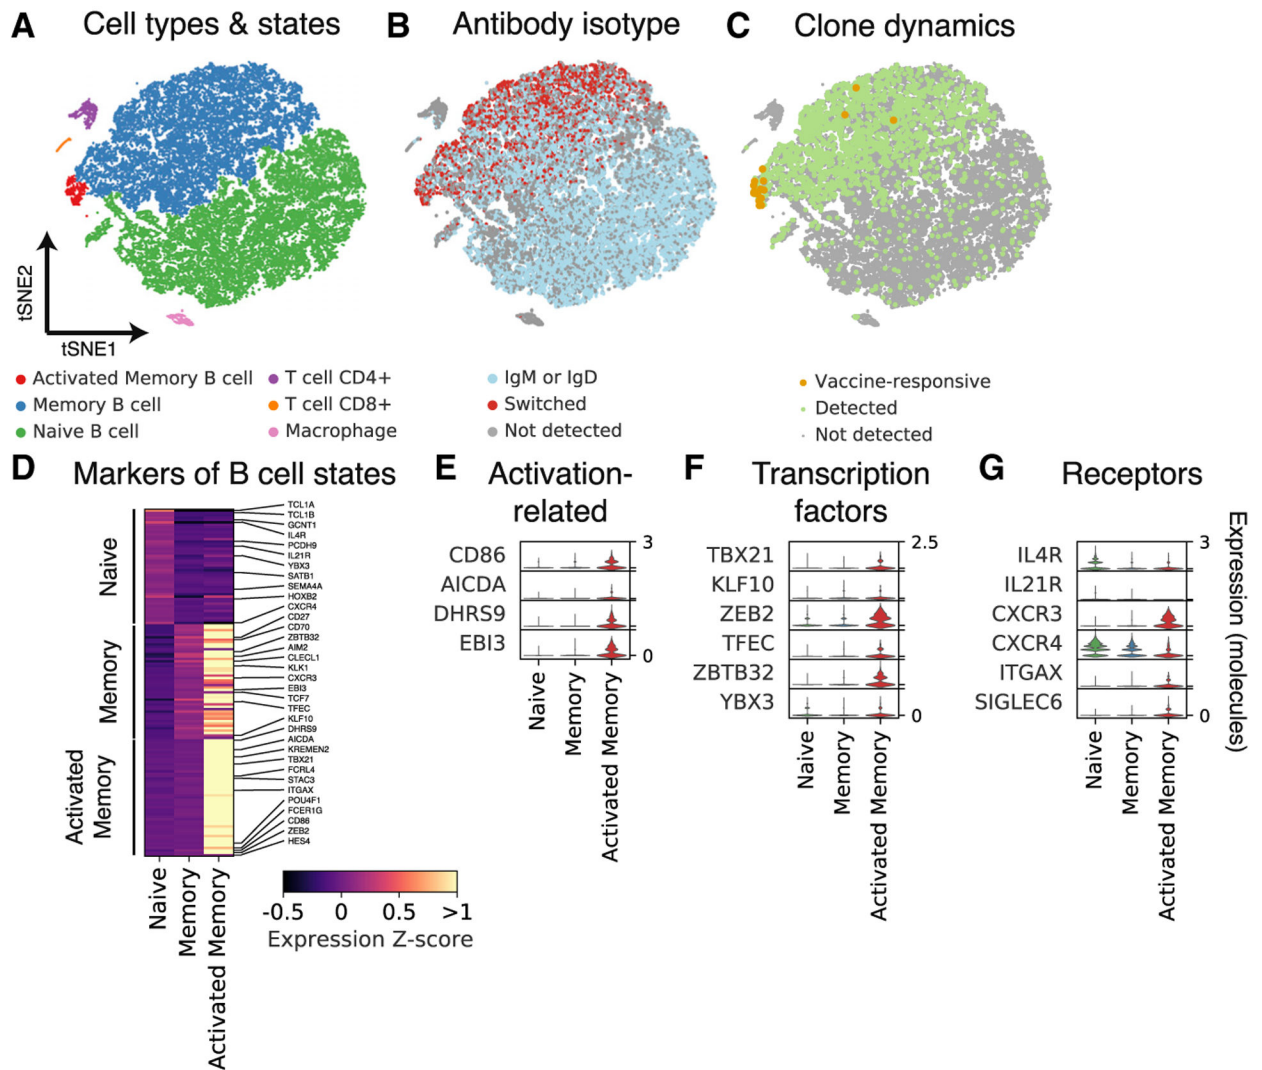 A Cell types & states
B Antibody isotype
C Clone dynamics
tSNE2
tSNE1
Activated Memory B cell
Memory B cell
Naive B cell
T cell CD4+
T cell CD8+
Macrophage
IgM or IgD
Switched
Not detected
Vaccine-responsive
Detected
Not detected
D Markers of B cell states
Naive
Memory
Activated
Memory
TCL1A
TCL1B
GCNT1
IL4R
PCDH9
IL21R
YBX3
SATB1
SEMA4A
HOXB2
CXCR4
CD27
CD70
ZBTB32
AIM2
CLECL1
KLK1
CXCR3
EBI3
TCF7
TFEC
KLF10
DHRS9
AICDA
KREMEN2
TBX21
FCRL4
STAC3
ITGAX
POU4F1
FCER1G
CD86
ZEB2
HES4
Naive
Memory
Activated Memory
-0.5 0 0.5 >1
Expression Z-score
E Activation-
related
CD86
AICDA
DHRS9
EBI3
3
0
Naive
Memory
Activated Memory
F Transcription
factors
TBX21
KLF10
ZEB2
TFEC
ZBTB32
YBX3
2.5
0
Naive
Memory
Activated Memory
G Receptors
IL4R
IL21R
CXCR3
CXCR4
ITGAX
SIGLEC6
3
0
Expression (molecules)
Naive
Memory
Activated Memory